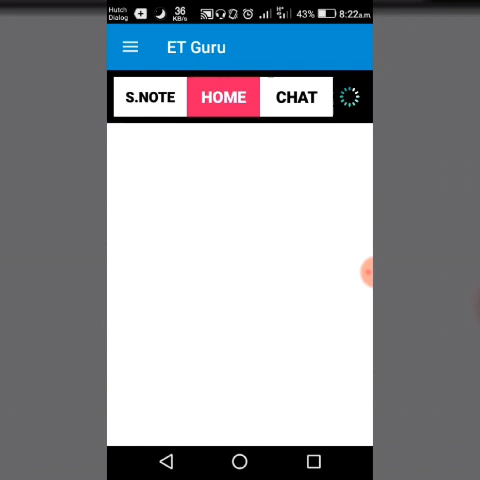 Hutch
Dialog
36
KB/s
43%
8:22a.m.
ET Guru
S.NOTE
HOME
CHAT